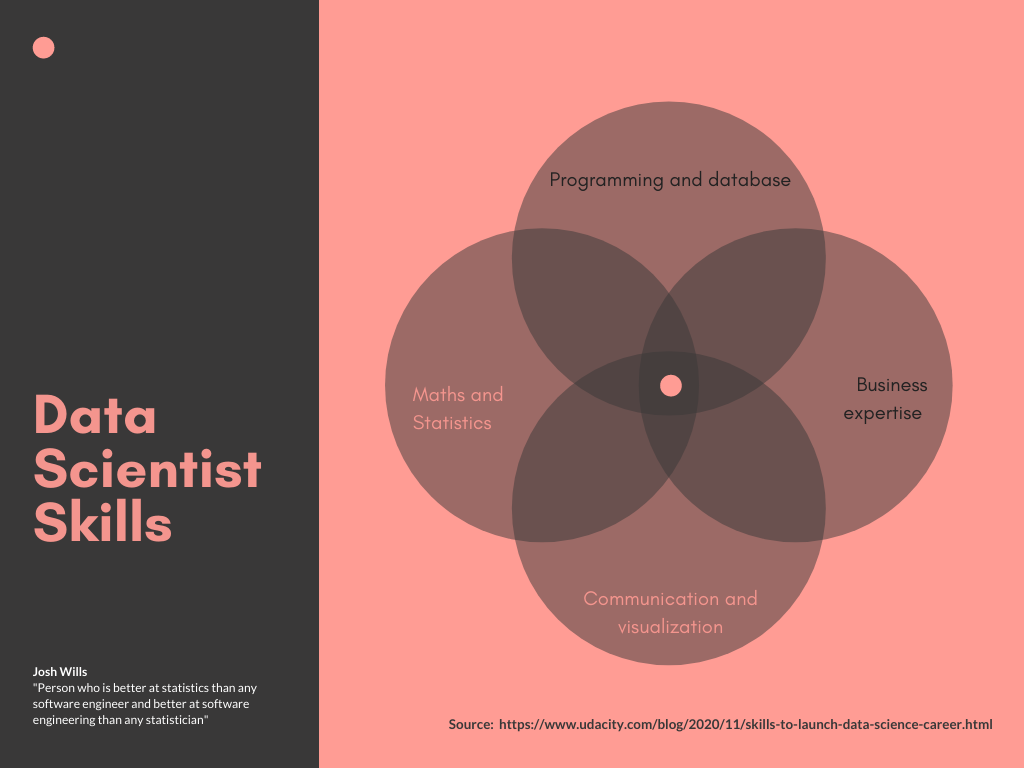 Data
Scientist
Skills
Josh Wills
"Person who is better at statistics than any
software engineer and better at software
engineering than any statistician"
Programming and database
Maths and
Statistics
Business
expertise
Communication and
visualization
Source: https://www.udacity.com/blog/2020/11/skills-to-launch-data-science-career.html